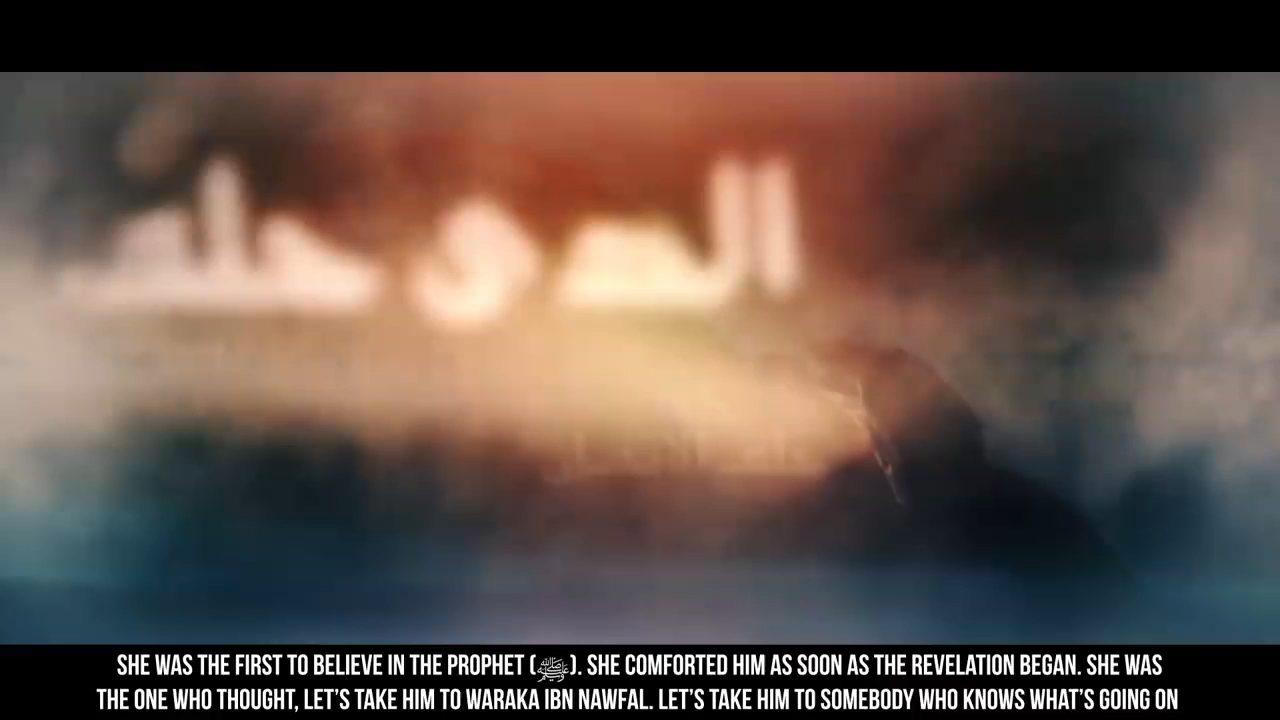 SHE WAS THE FIRST TO BELIEVE IN THE PROPHET (ﷺ). SHE COMFORTED HIM AS SOON AS THE REVELATION BEGAN. SHE WAS
THE ONE WHO THOUGHT, LET'S TAKE HIM TO WARAKA IBN NAWFAL. LET'S TAKE HIM TO SOMEBODY WHO KNOWS WHAT'S GOING ON